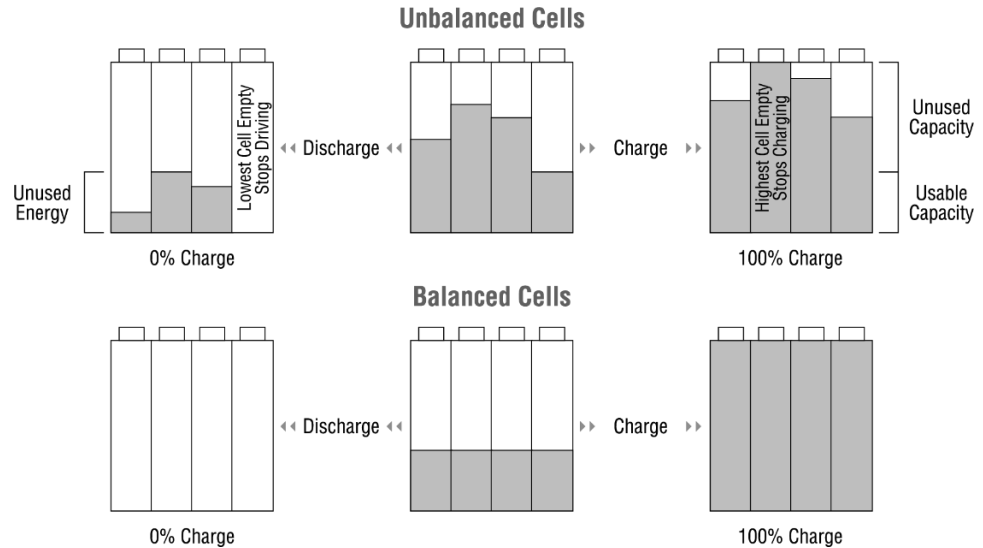 Unbalanced Cells
Unused
Energy
Lowest Cell Empty
Stops Driving
Discharge
Highest Cell Empty
Stops Charging
Charge
Unused
Capacity
Usable
Capacity
0% Charge
100% Charge
Balanced Cells
Discharge
Charge
0% Charge
100% Charge